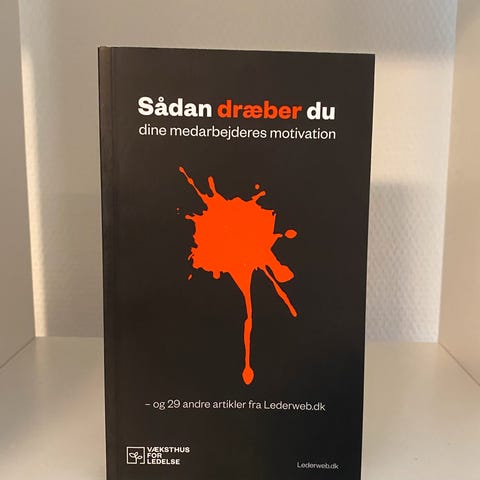 Sådan dræber du
dine medarbejderes motivation
– og 29 andre artikler fra Lederweb.dk
VÆKSTHUS
FOR
LEDELSE
Lederweb.dk